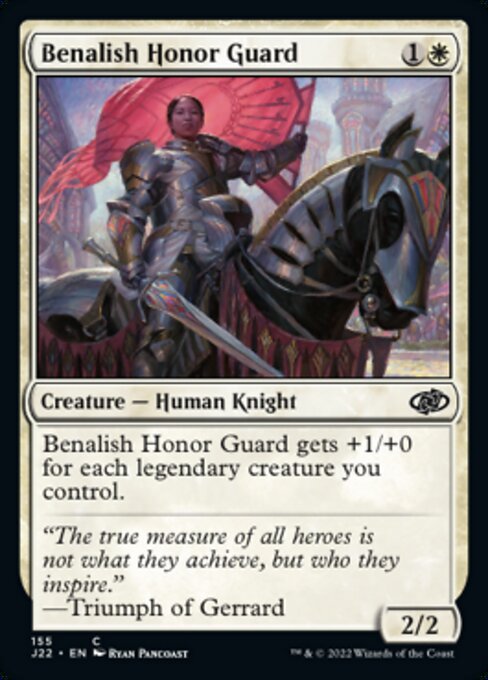 Benalish Honor Guard 1
Creature — Human Knight
Benalish Honor Guard gets +1/+0
for each legendary creature you
control.
“The true measure of all heroes is
not what they achieve, but who they
inspire.”
—Triumph of Gerrard
2/2
155 C
J22 • EN Ryan Pancoast
™ & © 2022 Wizards of the Coast